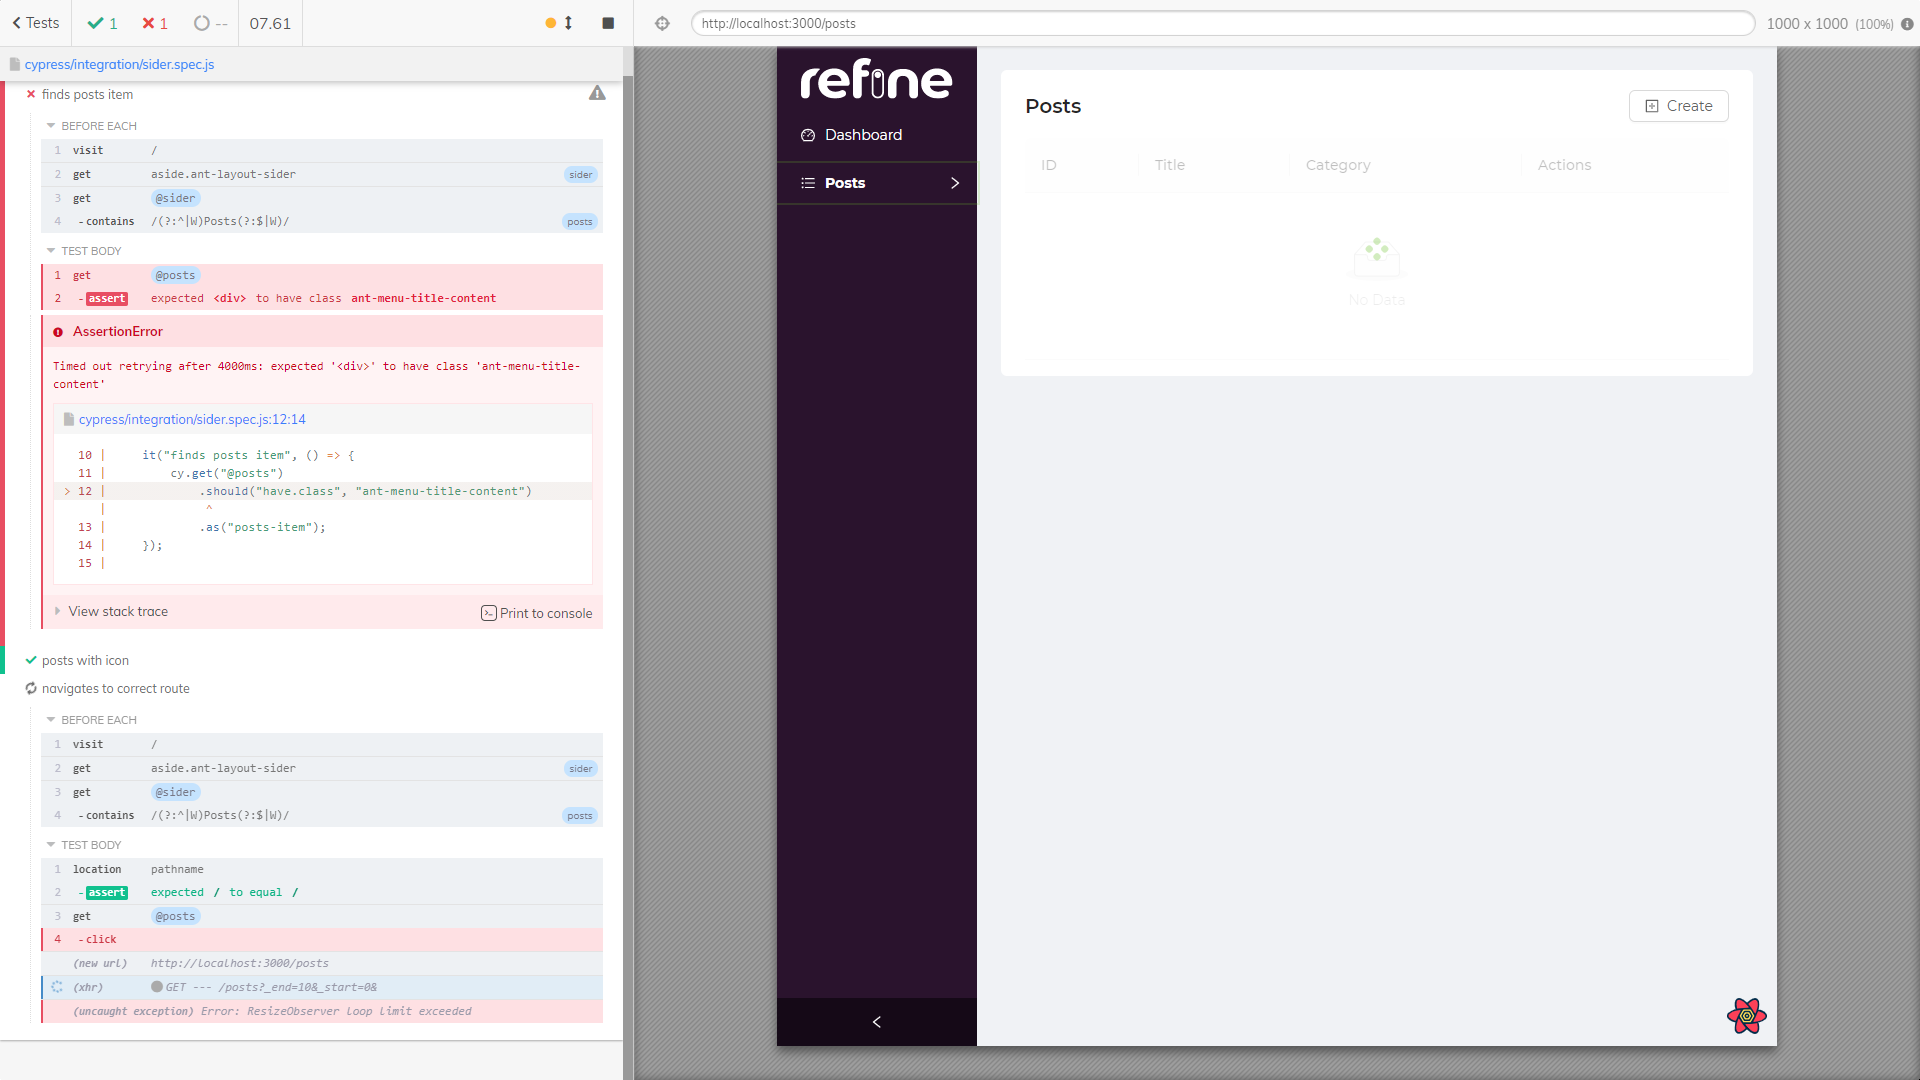 Tests
1
1
--
07.61
http://localhost:3000/posts
1000 x 1000 (100%)
cypress/integration/sider.spec.js
finds posts item
BEFORE EACH
1 visit /
2 get aside.ant-layout-sider sider
3 get @sider
4 -contains /(?:^|W)Posts(?:$|W)/ posts
TEST BODY
1 get @posts
2 -assert expected <div> to have class ant-menu-title-content
AssertionError
Timed out retrying after 4000ms: expected '<div>' to have class 'ant-menu-title-
content'
cypress/integration/sider.spec.js:12:14
10 | it("finds posts item", () => {
11 | cy.get("@posts")
> 12 | .should("have.class", "ant-menu-title-content")
| ^
13 | .as("posts-item");
14 | });
15 |
View stack trace
Print to console
posts with icon
navigates to correct route
BEFORE EACH
1 visit /
2 get aside.ant-layout-sider sider
3 get @sider
4 -contains /(?:^|W)Posts(?:$|W)/ posts
TEST BODY
1 location pathname
2 -assert expected / to equal /
3 get @posts
4 -click
(new url) http://localhost:3000/posts
(xhr) GET --- /posts?_end=10&_start=0&
(uncaught exception) Error: ResizeObserver loop limit exceeded
refine
Dashboard
Posts
Posts
Create
ID Title Category Actions
No Data